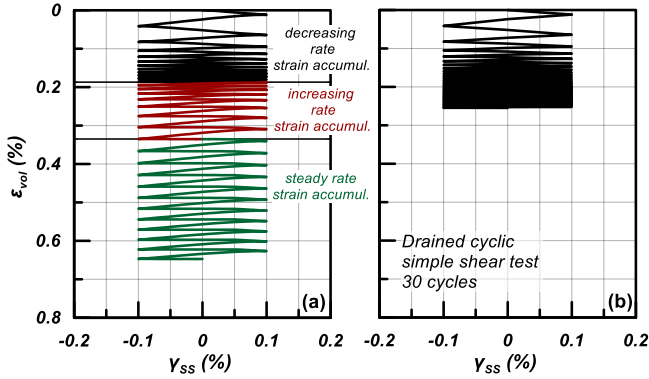 0
0.2
0.4
0.6
0.8
ε_vol (%)
decreasing
rate
strain accumul.
increasing
rate
strain accumul.
steady rate
strain accumul.
(a)
-0.2
-0.1
0
0.1
0.2
γ_SS (%)
Drained cyclic
simple shear test
30 cycles
(b)
-0.2
-0.1
0
0.1
0.2
γ_SS (%)